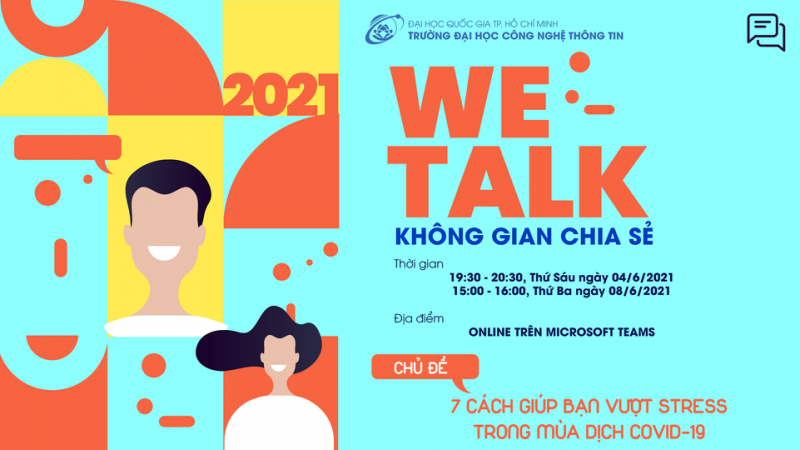 ĐẠI HỌC QUỐC GIA TP. HỒ CHÍ MINH
TRƯỜNG ĐẠI HỌC CÔNG NGHỆ THÔNG TIN
2021
WE
TALK
KHÔNG GIAN CHIA SẺ
Thời gian
19:30 - 20:30, Thứ Sáu ngày 04/6/2021
15:00 - 16:00, Thứ Ba ngày 08/6/2021
Địa điểm
ONLINE TRÊN MICROSOFT TEAMS
CHỦ ĐỀ
7 CÁCH GIÚP BẠN VƯỢT STRESS
TRONG MÙA DỊCH COVID-19